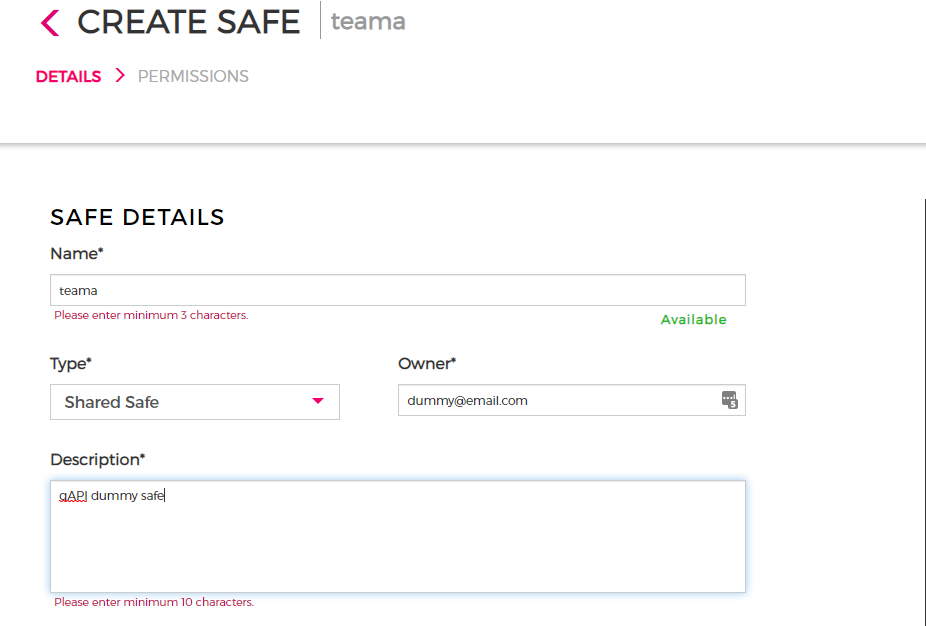 CREATE SAFE teama
DETAILS PERMISSIONS
SAFE DETAILS
Name*
teama
Please enter minimum 3 characters.
Available
Type* Owner*
Shared Safe dummy@email.com 5
Description*
gAPI dummy safe
Please enter minimum 10 characters.